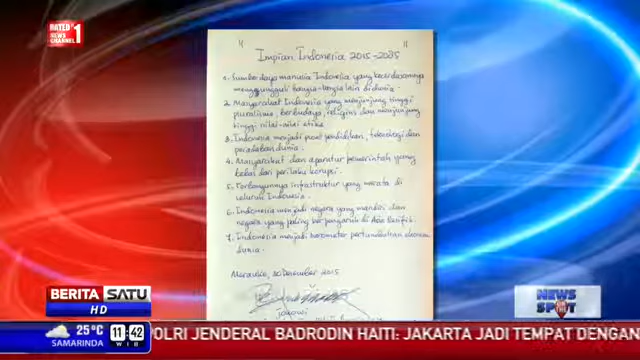 RATED
#1
NEWS CHANNEL
BERITA SATU
" Impian Indonesia 2015-2085 "
1. Sumber daya manusia Indonesia yang kecerdasannya
mengungguli bangsa-bangsa lain di dunia
2. Masyarakat Indonesia yang menjunjung tinggi
pluralisme, berbudaya, religius dan menjunjung
tinggi nilai-nilai etika
3. Indonesia menjadi pusat pendidikan, teknologi dan
peradaban dunia.
4. Masyarakat dan aparatur pemerintah yang
bebas dari perilaku korupsi.
5. Terbangunnya infrastruktur yang merata di
seluruh Indonesia.
6. Indonesia menjadi negara yang mandiri dan
negara yang paling berpengaruh di Asia Pasifik.
7. Indonesia menjadi barometer pertumbuhan ekonomi
dunia.
Merauke, 30 Desember 2015
Jokowi
BERITA SATU
HD
NEWS
SPOT
25°C
SAMARINDA
11:42
WIB
POLRI JENDERAL BADRODIN HAITI: JAKARTA JADI TEMPAT DENGAN